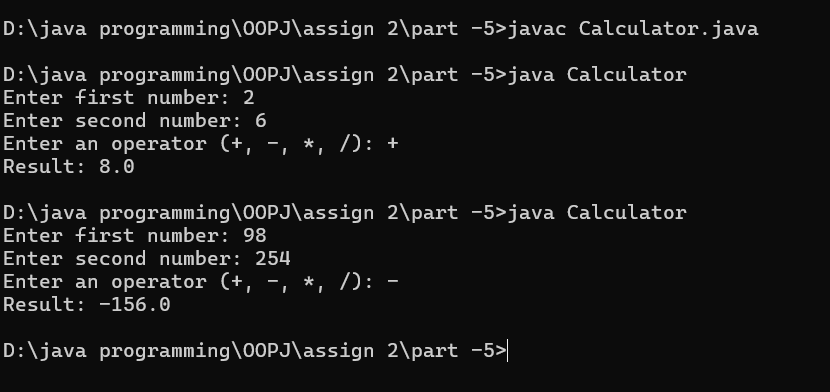 D:\java programming\OOPJ\assign 2\part -5>javac Calculator.java
D:\java programming\OOPJ\assign 2\part -5>java Calculator
Enter first number: 2
Enter second number: 6
Enter an operator (+, -, *, /): +
Result: 8.0
D:\java programming\OOPJ\assign 2\part -5>java Calculator
Enter first number: 98
Enter second number: 254
Enter an operator (+, -, *, /): -
Result: -156.0
D:\java programming\OOPJ\assign 2\part -5>